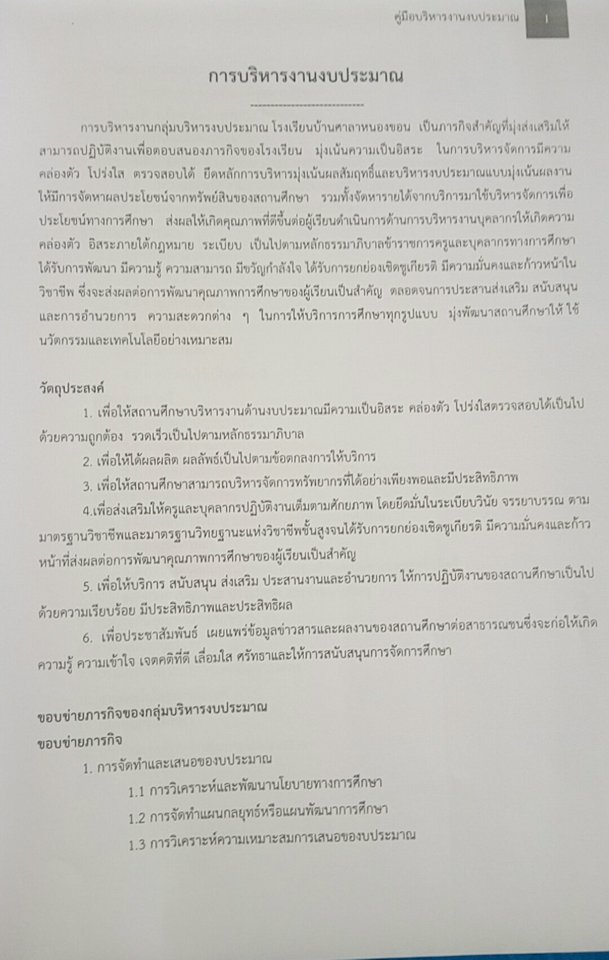 คู่มือบริหารงานงบประมาณ 1
การบริหารงานงบประมาณ
----------------------------
การบริหารงานกลุ่มบริหารงบประมาณ โรงเรียนบ้านศาลาหนองขอน เป็นภารกิจสำคัญที่มุ่งส่งเสริมให้
สามารถปฏิบัติงานเพื่อตอบสนองภารกิจของโรงเรียน มุ่งเน้นความเป็นอิสระ ในการบริหารจัดการมีความ
คล่องตัว โปร่งใส ตรวจสอบได้ ยึดหลักการบริหารมุ่งเน้นผลสัมฤทธิ์และบริหารงบประมาณแบบมุ่งเน้นผลงาน
ให้มีการจัดหาผลประโยชน์จากทรัพย์สินของสถานศึกษา รวมทั้งจัดหารายได้จากบริการมาใช้บริหารจัดการเพื่อ
ประโยชน์ทางการศึกษา ส่งผลให้เกิดคุณภาพที่ดีขึ้นต่อผู้เรียนดำเนินการด้านการบริหารงานบุคลากรให้เกิดความ
คล่องตัว อิสระภายใต้กฎหมาย ระเบียบ เป็นไปตามหลักธรรมาภิบาลข้าราชการครูและบุคลากรทางการศึกษา
ได้รับการพัฒนา มีความรู้ ความสามารถ มีขวัญกำลังใจ ได้รับการยกย่องเชิดชูเกียรติ มีความมั่นคงและก้าวหน้าใน
วิชาชีพ ซึ่งจะส่งผลต่อการพัฒนาคุณภาพการศึกษาของผู้เรียนเป็นสำคัญ ตลอดจนการประสานส่งเสริม สนับสนุน
และการอำนวยการ ความสะดวกต่าง ๆ ในการให้บริการการศึกษาทุกรูปแบบ มุ่งพัฒนาสถานศึกษาให้ ใช้
นวัตกรรมและเทคโนโลยีอย่างเหมาะสม
วัตถุประสงค์
1. เพื่อให้สถานศึกษาบริหารงานด้านงบประมาณมีความเป็นอิสระ คล่องตัว โปร่งใสตรวจสอบได้เป็นไป
ด้วยความถูกต้อง รวดเร็วเป็นไปตามหลักธรรมาภิบาล
2. เพื่อให้ได้ผลผลิต ผลลัพธ์เป็นไปตามข้อตกลงการให้บริการ
3. เพื่อให้สถานศึกษาสามารถบริหารจัดการทรัพยากรที่ได้อย่างเพียงพอและมีประสิทธิภาพ
4.เพื่อส่งเสริมให้ครูและบุคลากรปฏิบัติงานเต็มตามศักยภาพ โดยยึดมั่นในระเบียบวินัย จรรยาบรรณ ตาม
มาตรฐานวิชาชีพและมาตรฐานวิทยฐานะแห่งวิชาชีพชั้นสูงจนได้รับการยกย่องเชิดชูเกียรติ มีความมั่นคงและก้าว
หน้าที่ส่งผลต่อการพัฒนาคุณภาพการศึกษาของผู้เรียนเป็นสำคัญ
5. เพื่อให้บริการ สนับสนุน ส่งเสริม ประสานงานและอำนวยการ ให้การปฏิบัติงานของสถานศึกษาเป็นไป
ด้วยความเรียบร้อย มีประสิทธิภาพและประสิทธิผล
6. เพื่อประชาสัมพันธ์ เผยแพร่ข้อมูลข่าวสารและผลงานของสถานศึกษาต่อสาธารณชนซึ่งจะก่อให้เกิด
ความรู้ ความเข้าใจ เจตคติที่ดี เลื่อมใส ศรัทธาและให้การสนับสนุนการจัดการศึกษา
ขอบข่ายภารกิจของกลุ่มบริหารงบประมาณ
ขอบข่ายภารกิจ
1. การจัดทำและเสนอของบประมาณ
1.1 การวิเคราะห์และพัฒนานโยบายทางการศึกษา
1.2 การจัดทำแผนกลยุทธ์หรือแผนพัฒนาการศึกษา
1.3 การวิเคราะห์ความเหมาะสมการเสนอของบประมาณ